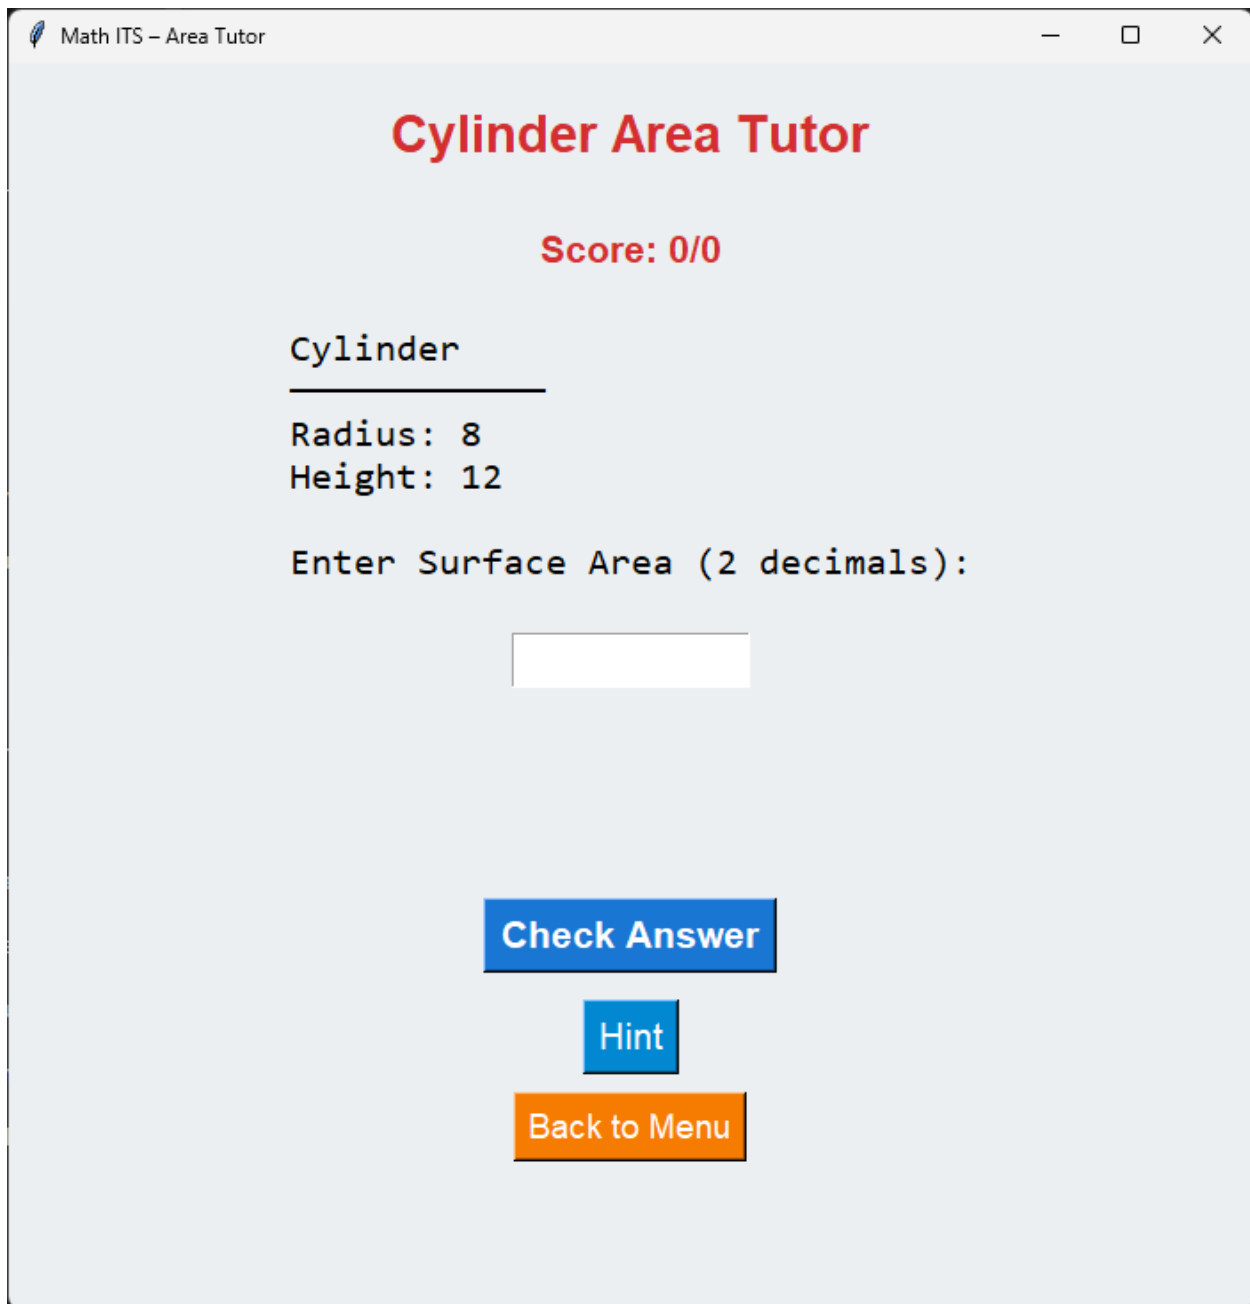 Math ITS – Area Tutor
Cylinder Area Tutor
Score: 0/0
Cylinder
Radius: 8
Height: 12
Enter Surface Area (2 decimals):
Check Answer
Hint
Back to Menu